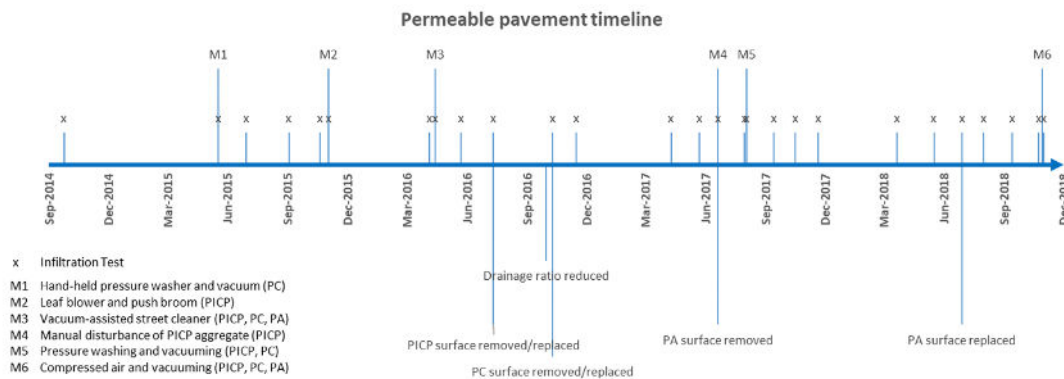 Permeable pavement timeline
M1 M2 M3 M4 M5 M6
x x x x x x x x x x x x x x x x x x x x x x x x x x x
Sep-2014 Dec-2014 Mar-2015 Jun-2015 Sep-2015 Dec-2015 Mar-2016 Jun-2016 Sep-2016 Dec-2016 Mar-2017 Jun-2017 Sep-2017 Dec-2017 Mar-2018 Jun-2018 Sep-2018 Dec-2018
Drainage ratio reduced
PICP surface removed/replaced
PA surface removed
PA surface replaced
PC surface removed/replaced
x Infiltration Test
M1 Hand-held pressure washer and vacuum (PC)
M2 Leaf blower and push broom (PICP)
M3 Vacuum-assisted street cleaner (PICP, PC, PA)
M4 Manual disturbance of PICP aggregate (PICP)
M5 Pressure washing and vacuuming (PICP, PC)
M6 Compressed air and vacuuming (PICP, PC, PA)